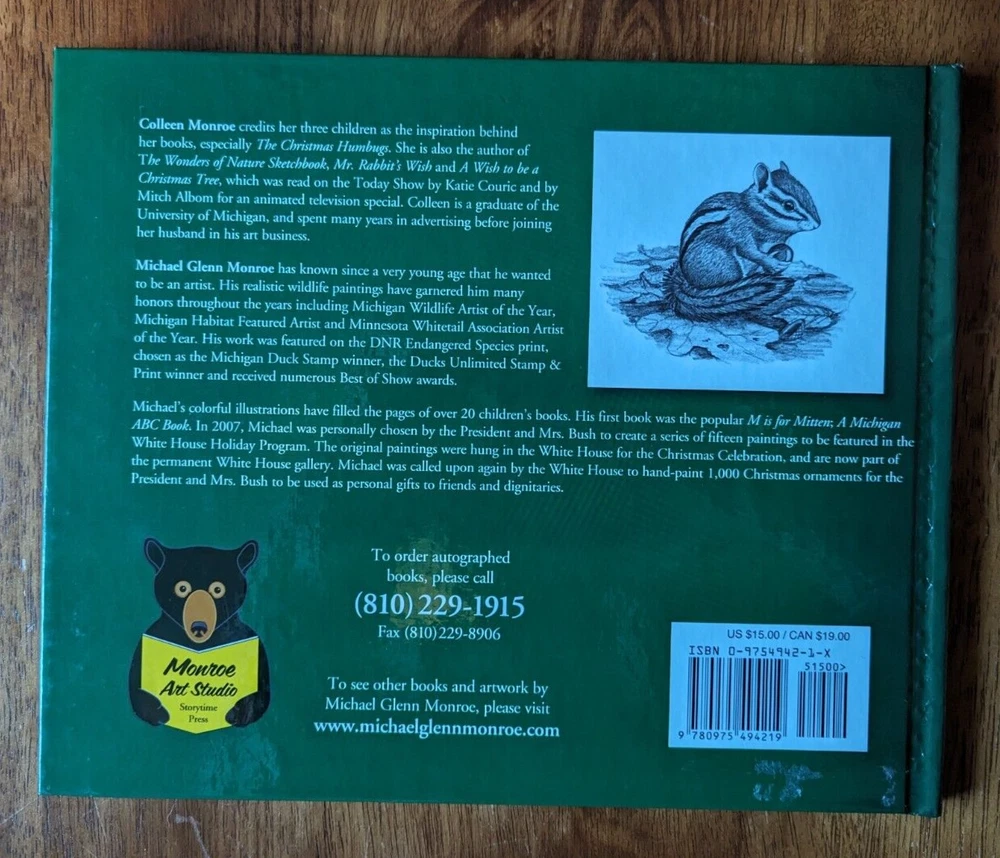 Colleen Monroe credits her three children as the inspiration behind
her books, especially The Christmas Humbugs. She is also the author of
The Wonders of Nature Sketchbook, Mr. Rabbit's Wish and A Wish to be a
Christmas Tree, which was read on the Today Show by Katie Couric and by
Mitch Albom for an animated television special. Colleen is a graduate of the
University of Michigan, and spent many years in advertising before joining
her husband in his art business.
Michael Glenn Monroe has known since a very young age that he wanted
to be an artist. His realistic wildlife paintings have garnered him many
honors throughout the years including Michigan Wildlife Artist of the Year,
Michigan Habitat Featured Artist and Minnesota Whitetail Association Artist
of the Year. His work was featured on the DNR Endangered Species print,
chosen as the Michigan Duck Stamp winner, the Ducks Unlimited Stamp &
Print winner and received numerous Best of Show awards.
Michael's colorful illustrations have filled the pages of over 20 children's books. His first book was the popular M is for Mitten; A Michigan
ABC Book. In 2007, Michael was personally chosen by the President and Mrs. Bush to create a series of fifteen paintings to be featured in the
White House Holiday Program. The original paintings were hung in the White House for the Christmas Celebration, and are now part of
the permanent White House gallery. Michael was called upon again by the White House to hand-paint 1,000 Christmas ornaments for the
President and Mrs. Bush to be used as personal gifts to friends and dignitaries.
Monroe
Art Studio
Storytime
Press
To order autographed
books, please call
(810) 229-1915
Fax (810) 229-8906
To see other books and artwork by
Michael Glenn Monroe, please visit
www.michaelglennmonroe.com
US $15.00 / CAN $19.00
ISBN 0-9754942-1-X
51500>
9 780975 494219